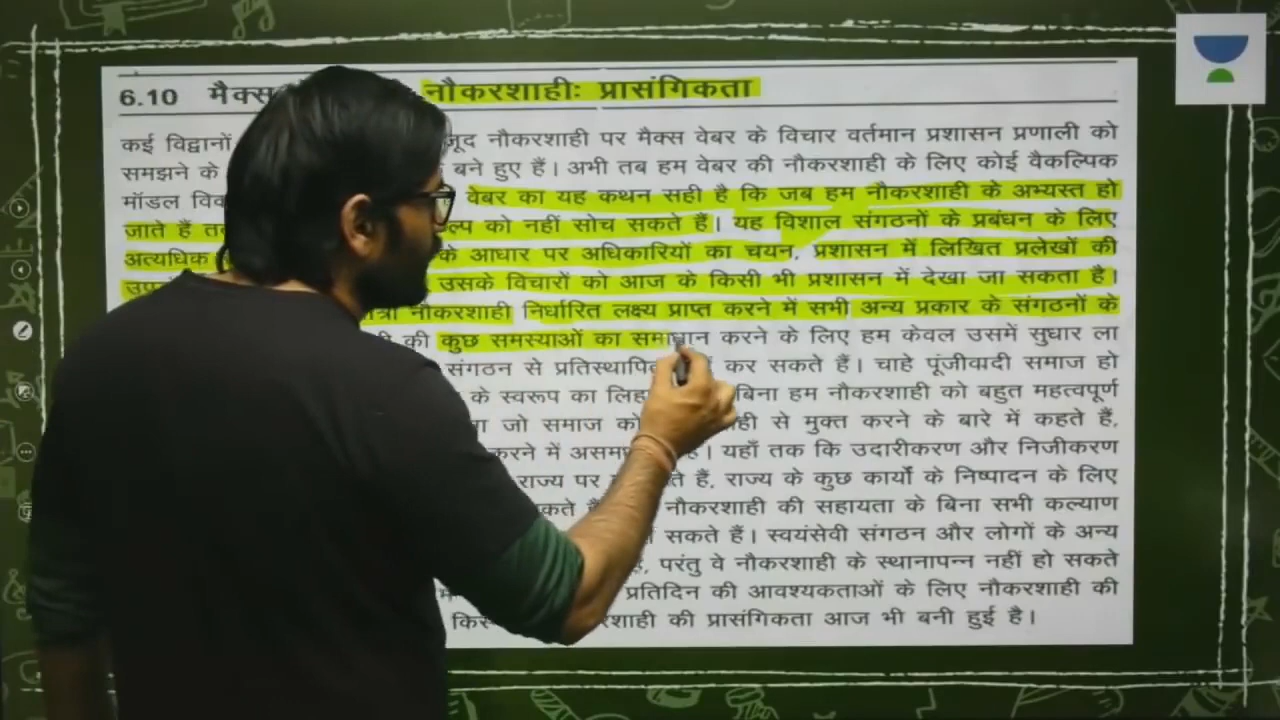 6.10 मैक्स नौकरशाहीः प्रासंगिकता
कई विद्वानों नौकरशाही पर मैक्स वेबर के विचार वर्तमान प्रशासन प्रणाली को
समझने के बने हुए हैं। अभी तब हम वेबर की नौकरशाही के लिए कोई वैकल्पिक
मॉडल वेबर का यह कथन सही है कि जब हम नौकरशाही के अभ्यस्त हो
जाते हैं को नहीं सोच सकते हैं। यह विशाल संगठनों के प्रबंधन के लिए
अत्यधिक के आधार पर अधिकारियों का चयन, प्रशासन में लिखित प्रलेखों की
उसके विचारों को आज के किसी भी प्रशासन में देखा जा सकता है।
नौकरशाही निर्धारित लक्ष्य प्राप्त करने में सभी अन्य प्रकार के संगठनों के
की कुछ समस्याओं का समाधान करने के लिए हम केवल उसमें सुधार ला
संगठन से कर सकते हैं। चाहे पूंजीवादी समाज हो
के स्वरूप का बिना हम नौकरशाही को बहुत महत्वपूर्ण
जो समाज को से मुक्त करने के बारे में कहते हैं,
करने में यहाँ तक कि उदारीकरण और निजीकरण
राज्य पर हैं, राज्य के कुछ कार्यों के निष्पादन के लिए
नौकरशाही की सहायता के बिना सभी कल्याण
सकते हैं। स्वयंसेवी संगठन और लोगों के अन्य
परंतु वे नौकरशाही के स्थानापन्न नहीं हो सकते
प्रतिदिन की आवश्यकताओं के लिए नौकरशाही की
की प्रासंगिकता आज भी बनी हुई है।